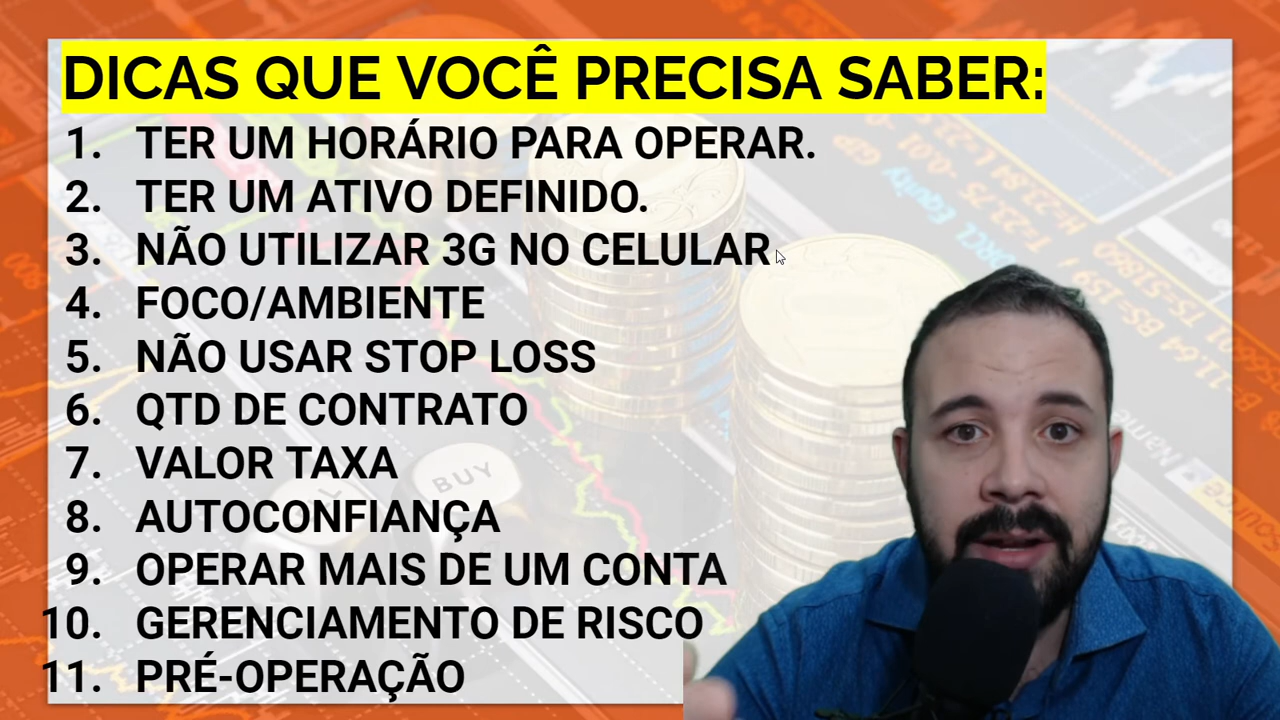 DICAS QUE VOCÊ PRECISA SABER:
1. TER UM HORÁRIO PARA OPERAR.
2. TER UM ATIVO DEFINIDO.
3. NÃO UTILIZAR 3G NO CELULAR
4. FOCO/AMBIENTE
5. NÃO USAR STOP LOSS
6. QTD DE CONTRATO
7. VALOR TAXA
8. AUTOCONFIANÇA
9. OPERAR MAIS DE UM CONTA
10. GERENCIAMENTO DE RISCO
11. PRÉ-OPERAÇÃO
BUY